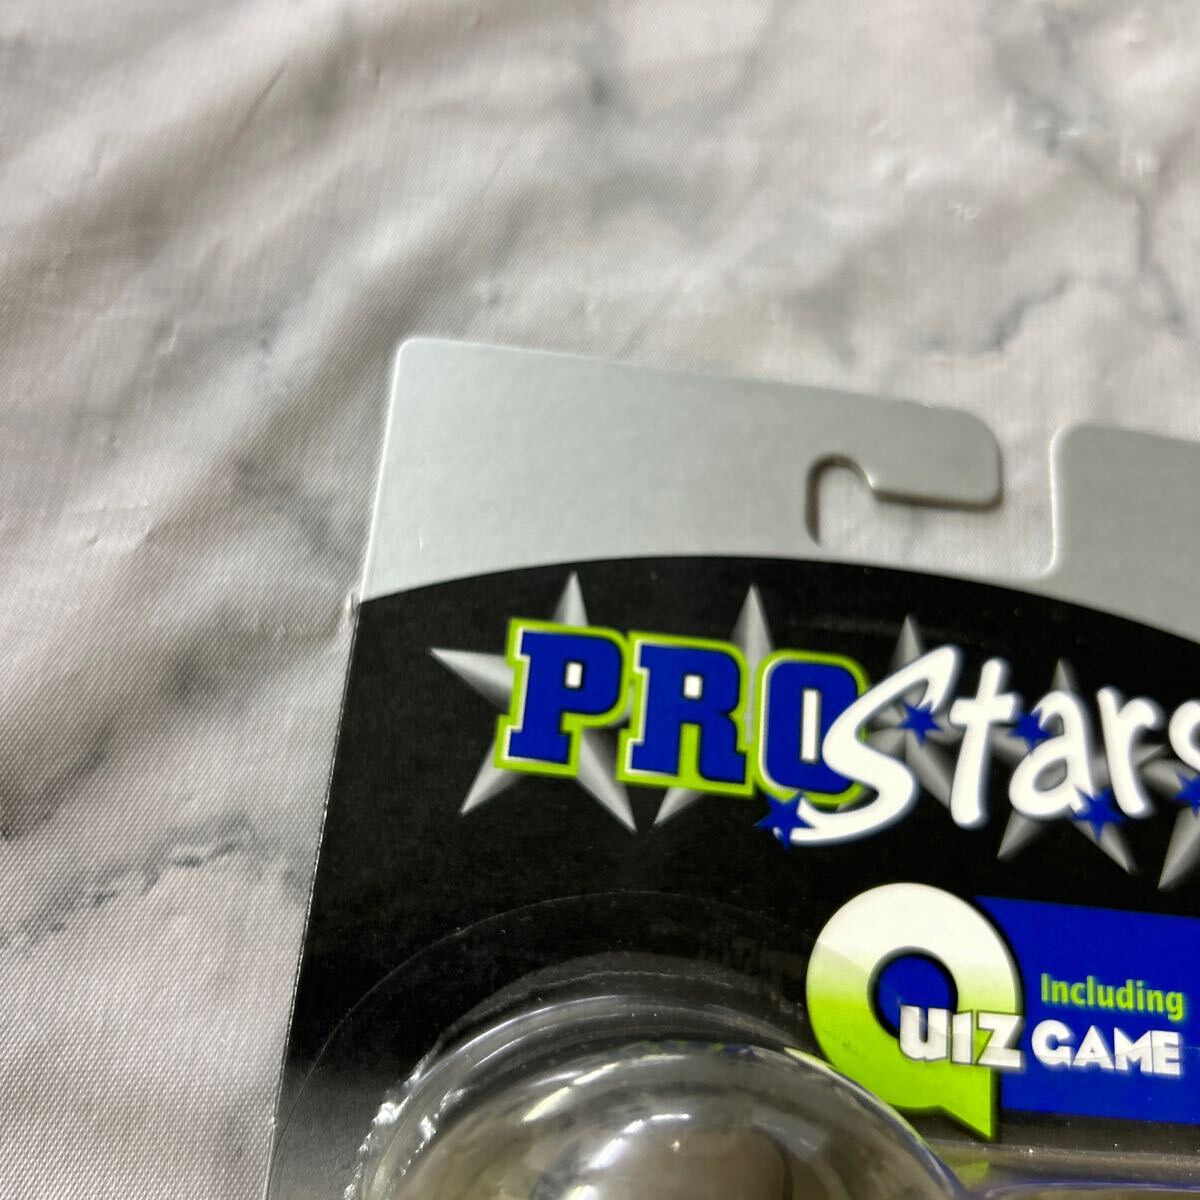 PROStars
Including
QUIZ GAME